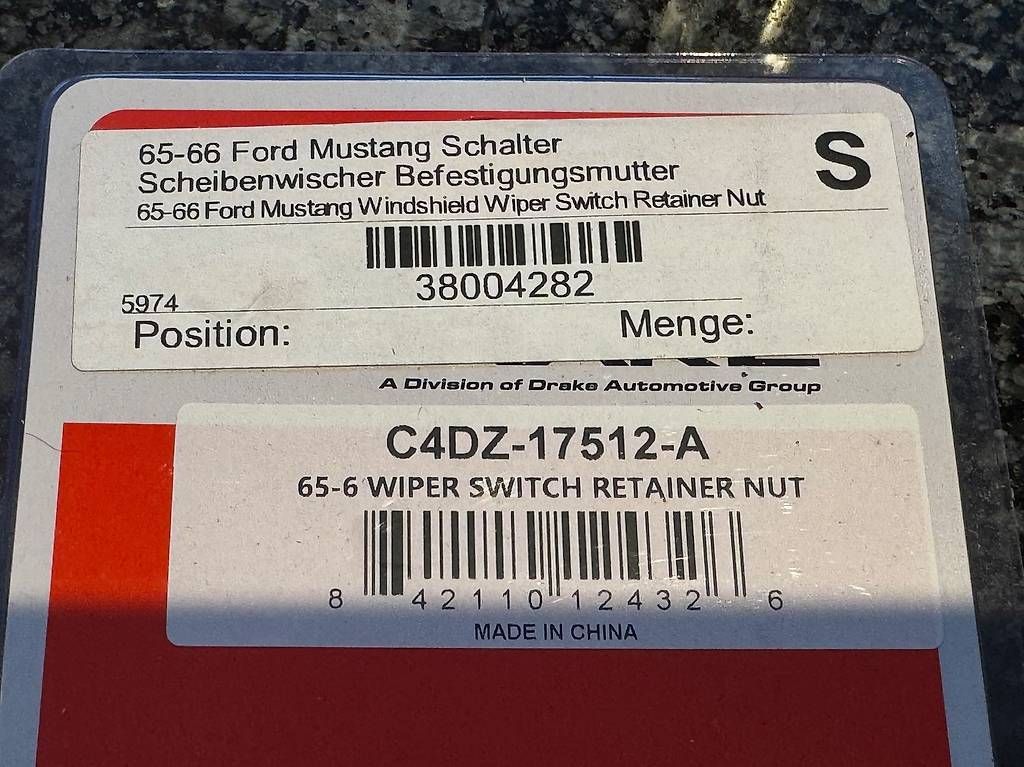 65-66 Ford Mustang Schalter
Scheibenwischer Befestigungsmutter
65-66 Ford Mustang Windshield Wiper Switch Retainer Nut
S
38004282
5974
Position:
Menge:
A Division of Drake Automotive Group
C4DZ-17512-A
65-6 WIPER SWITCH RETAINER NUT
8 42110 12432 6
MADE IN CHINA